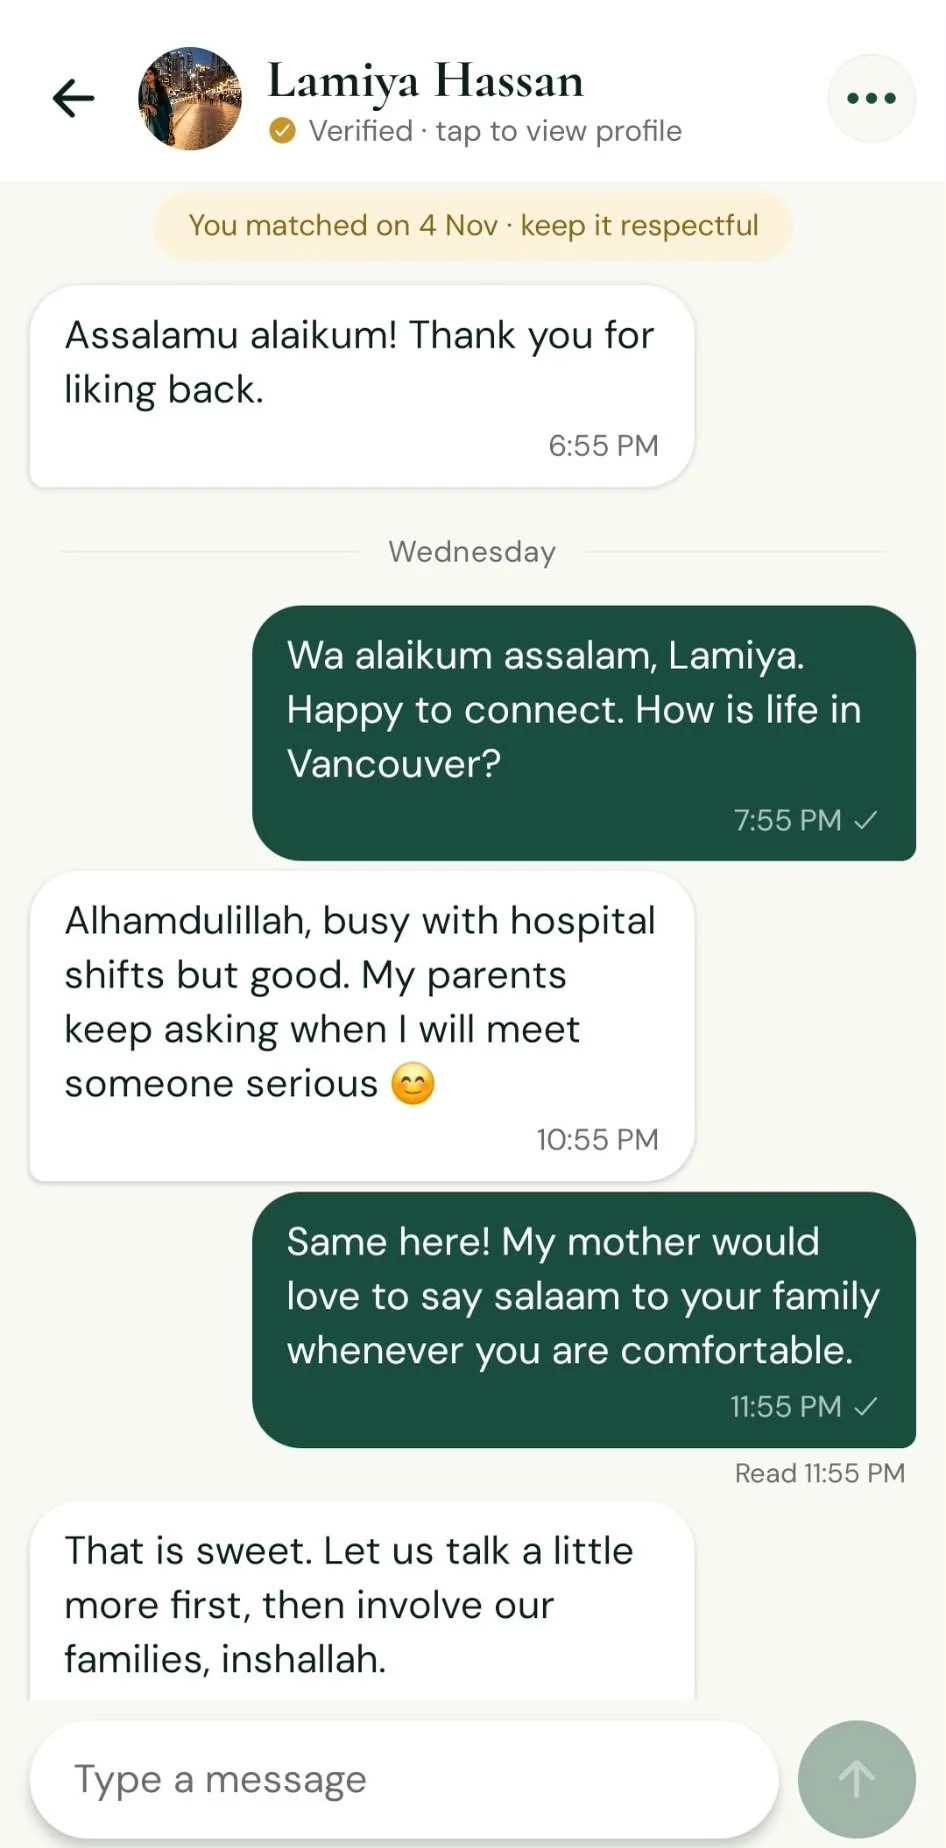 Lamiya Hassan
Verified · tap to view profile
You matched on 4 Nov · keep it respectful
Assalamu alaikum! Thank you for
liking back.
6:55 PM
Wednesday
Wa alaikum assalam, Lamiya.
Happy to connect. How is life in
Vancouver?
7:55 PM ✓
Alhamdulillah, busy with hospital
shifts but good. My parents
keep asking when I will meet
someone serious 😊
10:55 PM
Same here! My mother would
love to say salaam to your family
whenever you are comfortable.
11:55 PM ✓
Read 11:55 PM
That is sweet. Let us talk a little
more first, then involve our
families, inshallah.
Type a message